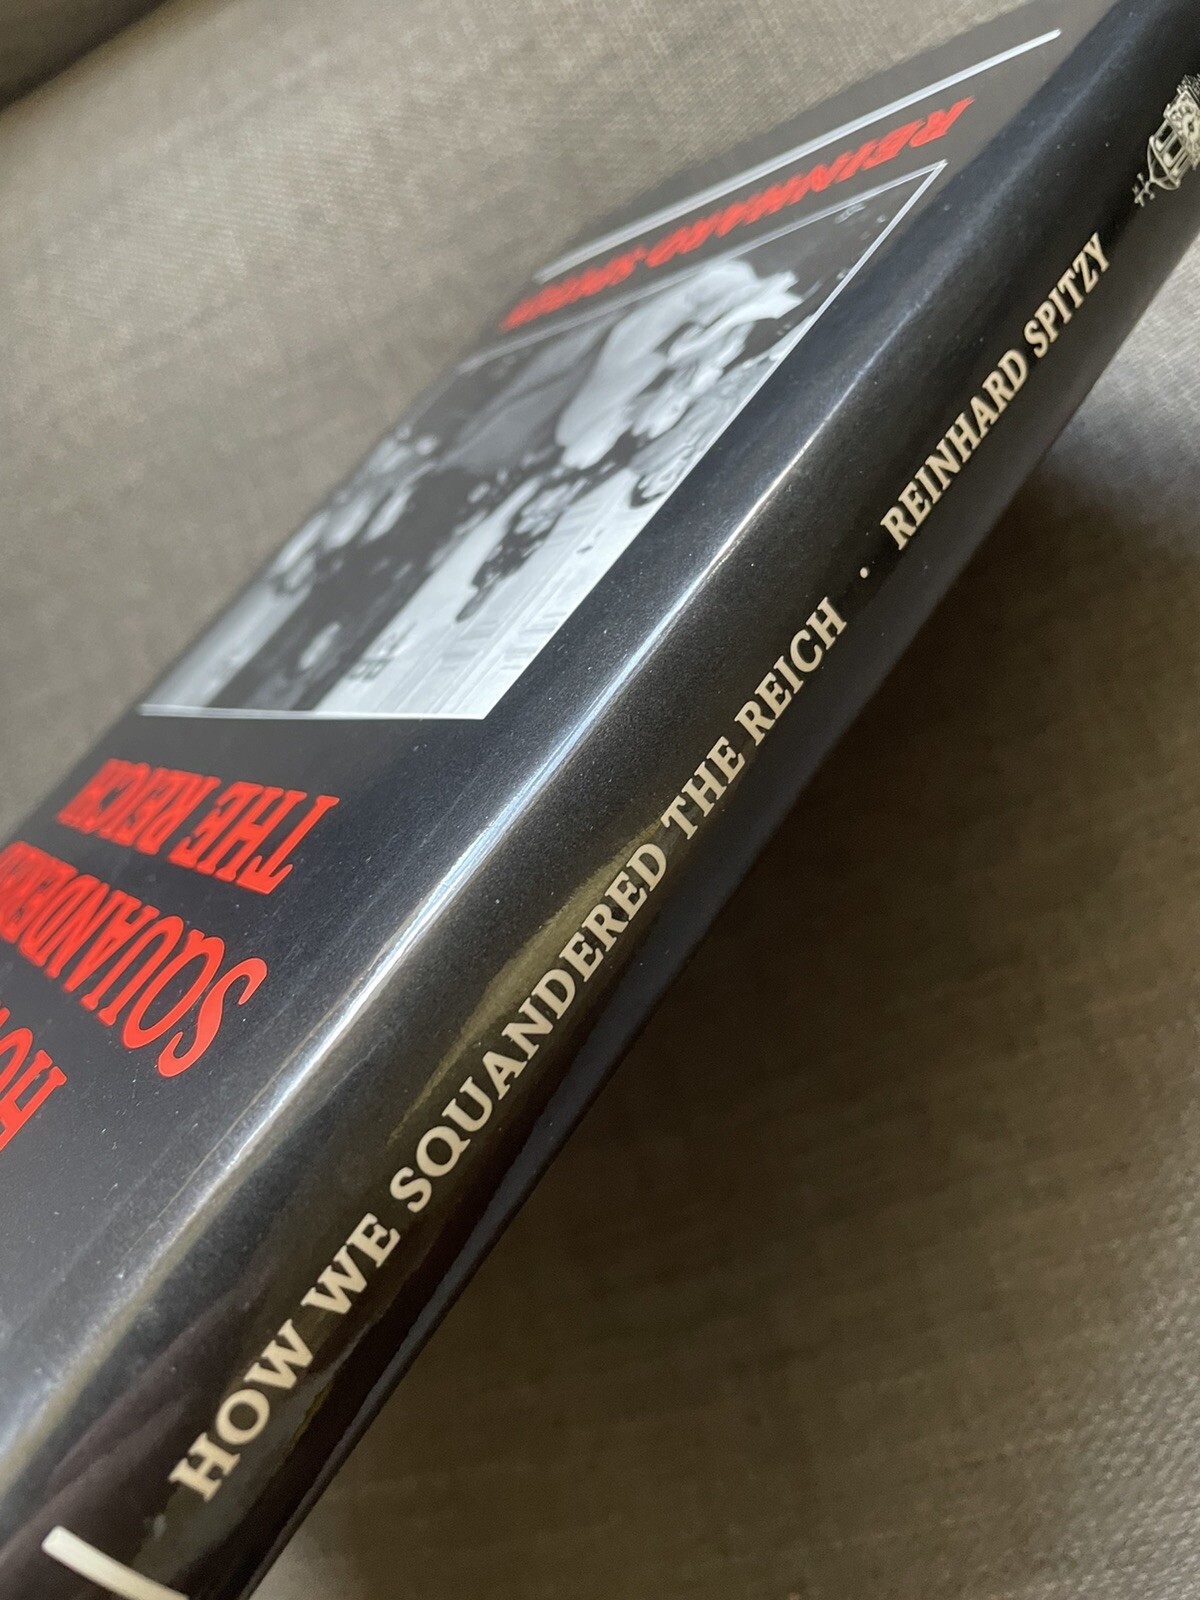 HOW WE SQUANDERED THE REICH · REINHARD SPITZY
REINHARD SPITZY
SQUANDERED
THE REICH